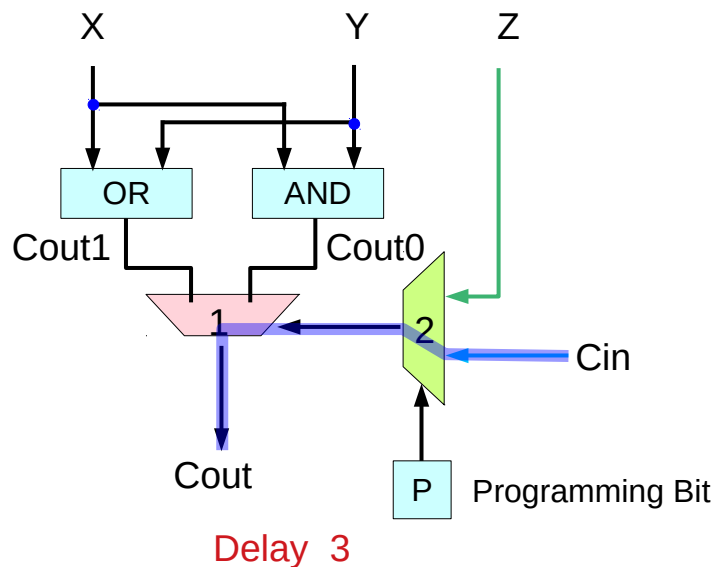 X Y Z
OR AND
Cout1 Cout0
1 2
Cin
Cout
P Programming Bit
Delay 3